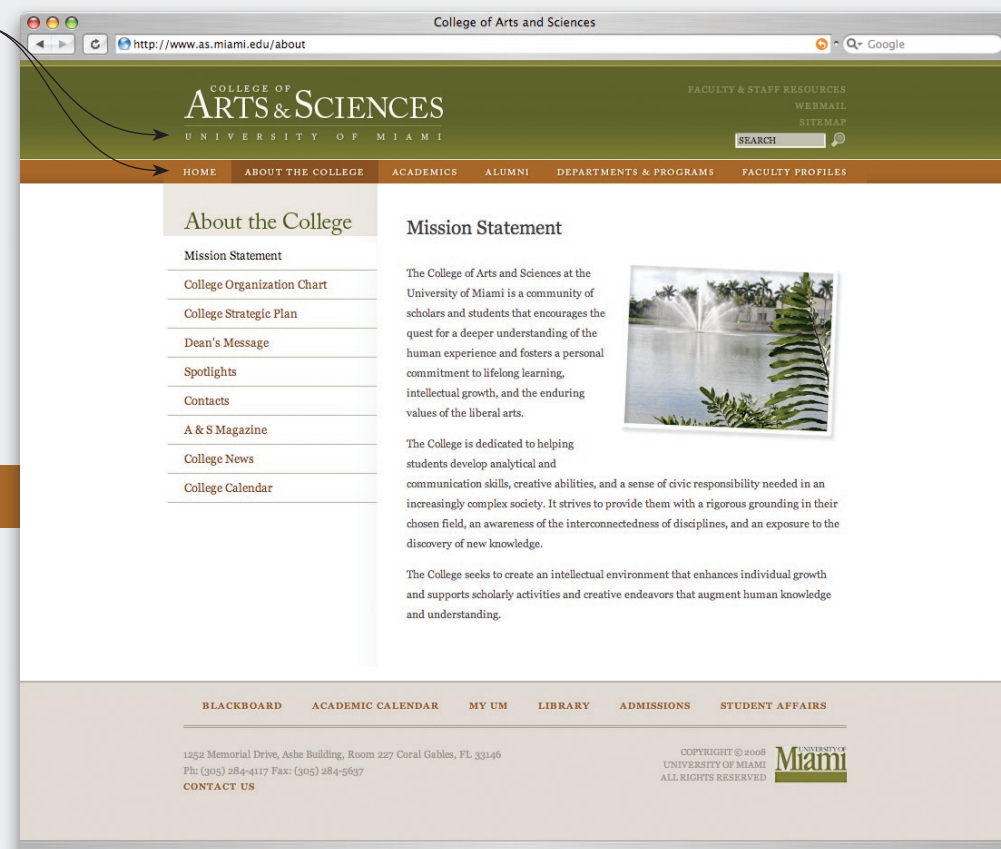 College of Arts and Sciences
http://www.as.miami.edu/about
Google
COLLEGE OF
ARTS & SCIENCES
UNIVERSITY OF MIAMI
FACULTY & STAFF RESOURCES
WEBMAIL
SITEMAP
SEARCH
HOME ABOUT THE COLLEGE ACADEMICS ALUMNI DEPARTMENTS & PROGRAMS FACULTY PROFILES
About the College
Mission Statement
College Organization Chart
College Strategic Plan
Dean's Message
Spotlights
Contacts
A & S Magazine
College News
College Calendar
Mission Statement
The College of Arts and Sciences at the
University of Miami is a community of
scholars and students that encourages the
quest for a deeper understanding of the
human experience and fosters a personal
commitment to lifelong learning,
intellectual growth, and the enduring
values of the liberal arts.
The College is dedicated to helping
students develop analytical and
communication skills, creative abilities, and a sense of civic responsibility needed in an
increasingly complex society. It strives to provide them with a rigorous grounding in their
chosen field, an awareness of the interconnectedness of disciplines, and an exposure to the
discovery of new knowledge.
The College seeks to create an intellectual environment that enhances individual growth
and supports scholarly activities and creative endeavors that augment human knowledge
and understanding.
BLACKBOARD ACADEMIC CALENDAR MY UM LIBRARY ADMISSIONS STUDENT AFFAIRS
1252 Memorial Drive, Ashe Building, Room 227 Coral Gables, FL 33146
Ph: (305) 284-4117 Fax: (305) 284-5637
CONTACT US
COPYRIGHT © 2008
UNIVERSITY OF MIAMI
ALL RIGHTS RESERVED
UNIVERSITY OF
Miami